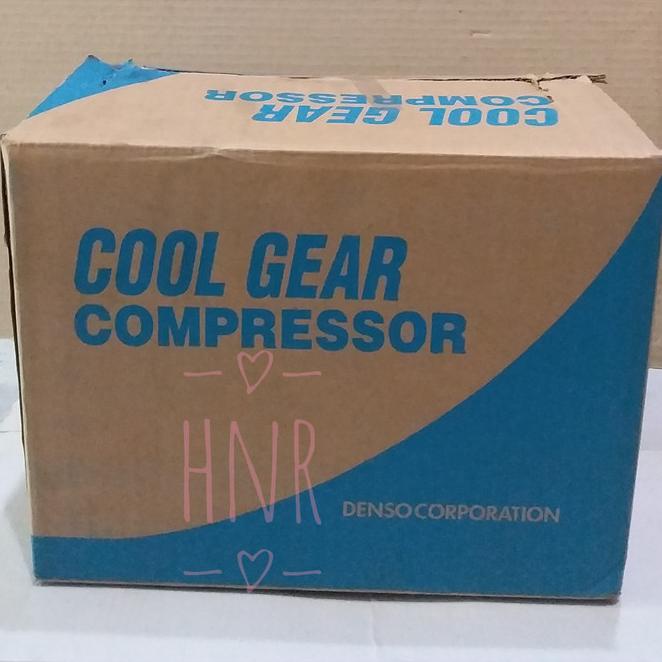 COOL GEAR
COMPRESSOR
COOL GEAR
COMPRESSOR
HNR
DENSO CORPORATION